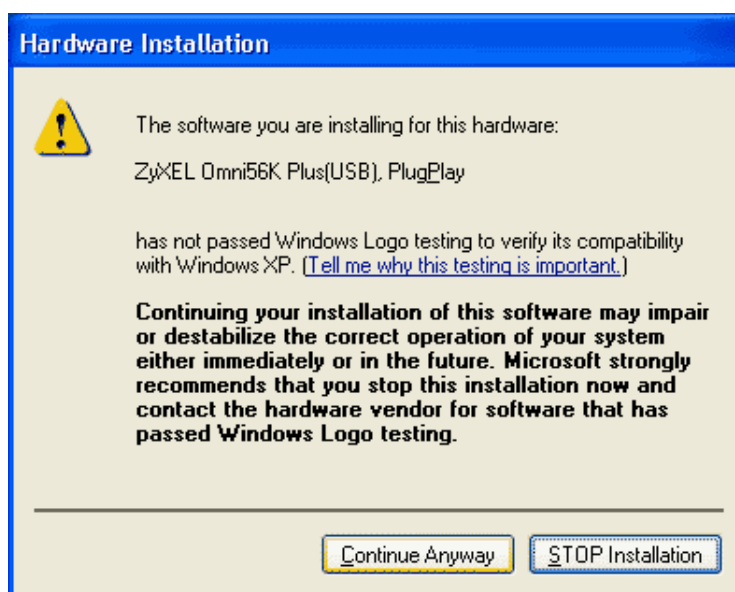 Hardware Installation
The software you are installing for this hardware:
ZyXEL Omni56K Plus(USB), PlugPlay
has not passed Windows Logo testing to verify its compatibility
with Windows XP. (Tell me why this testing is important.)
Continuing your installation of this software may impair
or destabilize the correct operation of your system
either immediately or in the future. Microsoft strongly
recommends that you stop this installation now and
contact the hardware vendor for software that has
passed Windows Logo testing.
Continue Anyway
STOP Installation